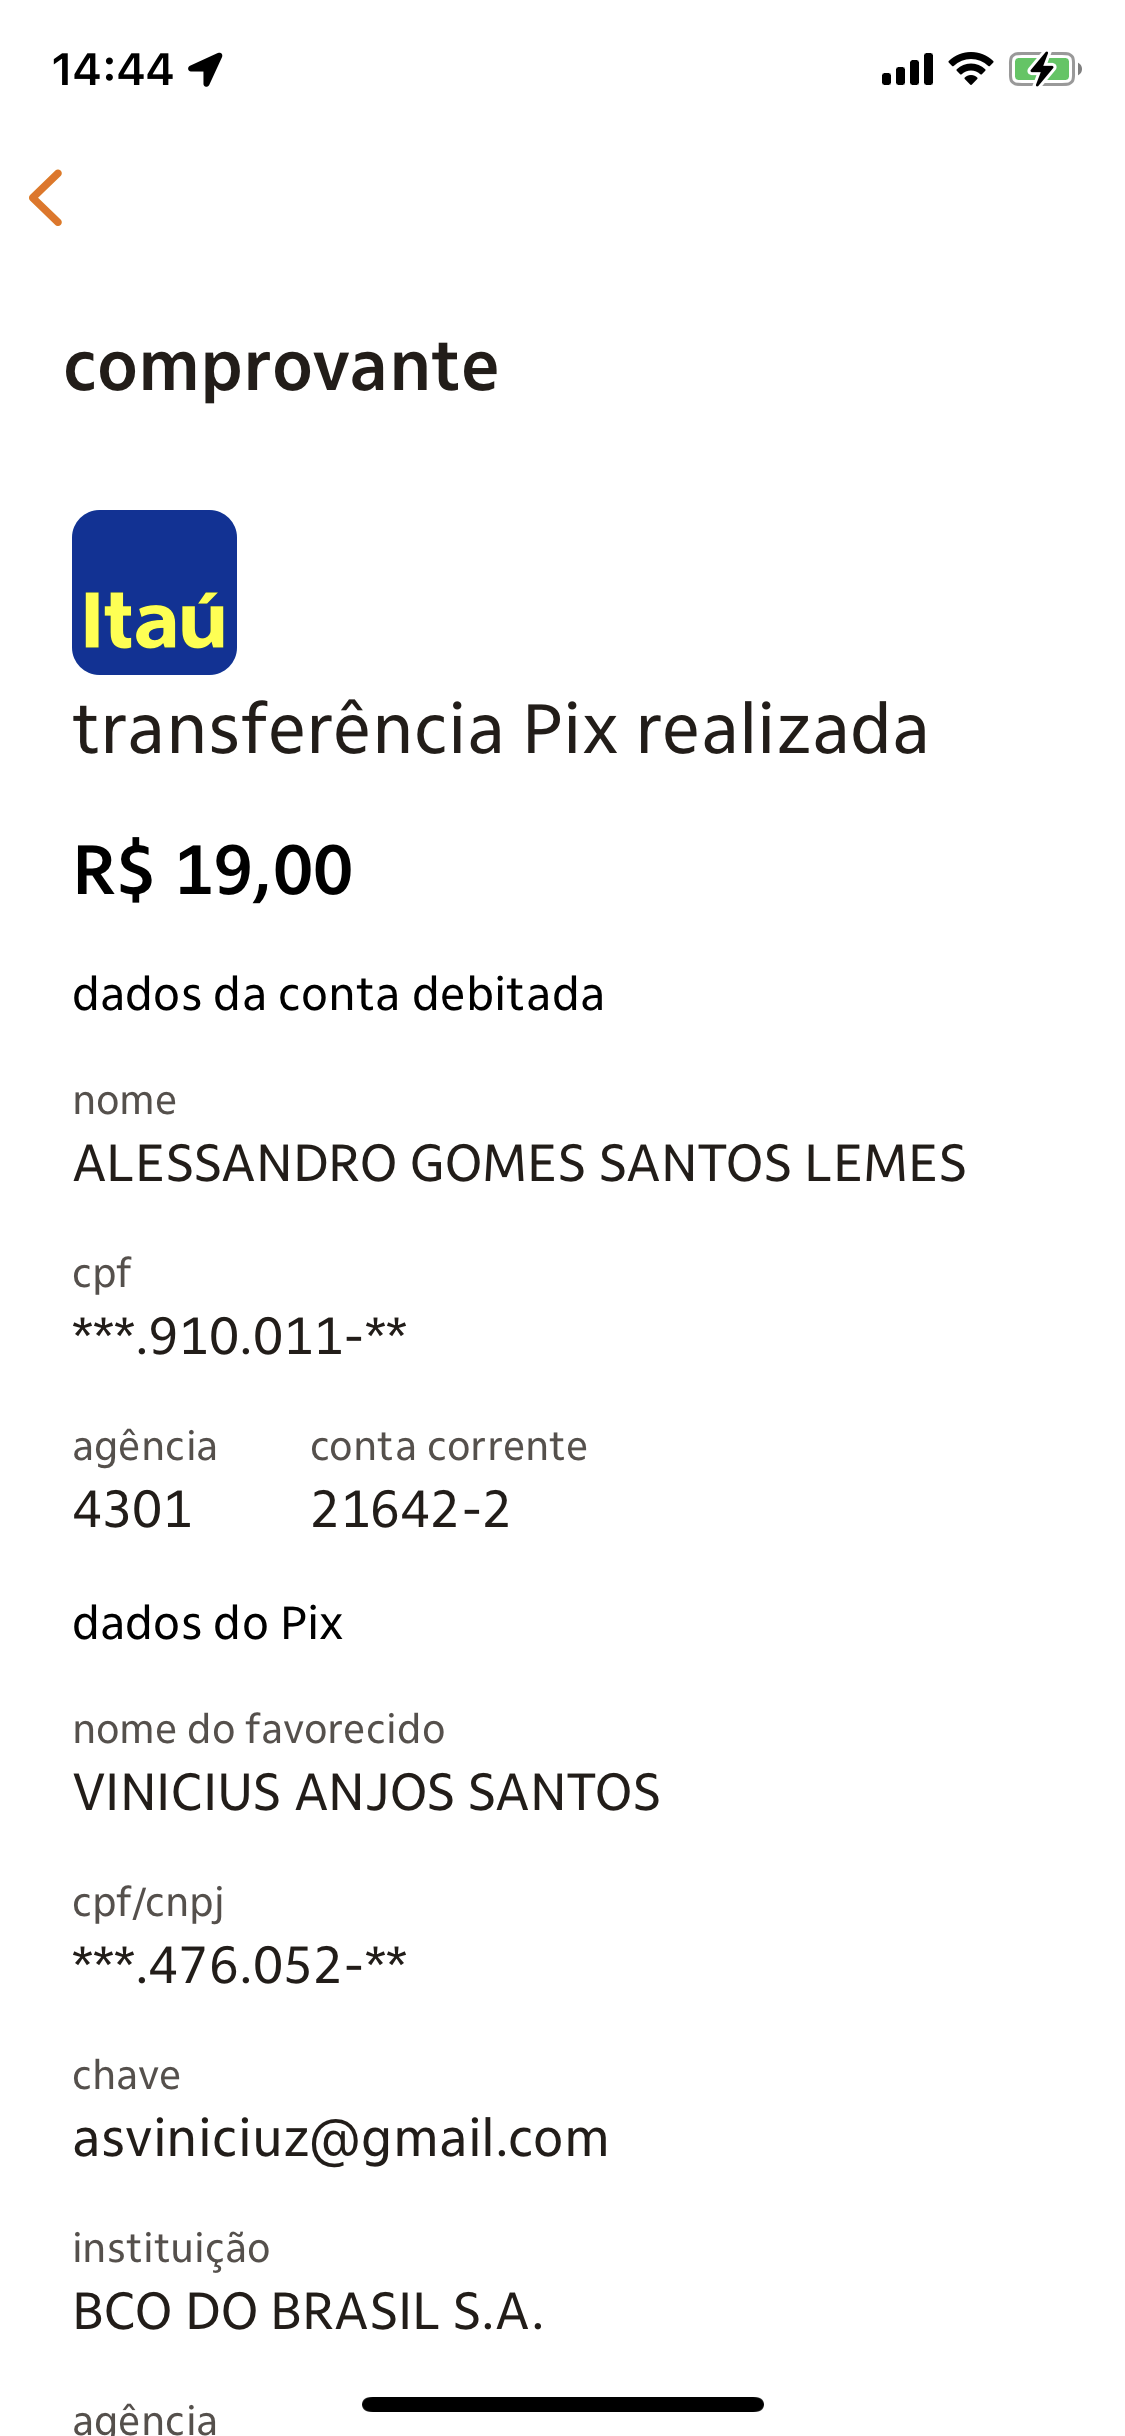 14:44
comprovante
Itaú
transferência Pix realizada
R$ 19,00
dados da conta debitada
nome
ALESSANDRO GOMES SANTOS LEMES
cpf
***.910.011-**
agência conta corrente
4301 21642-2
dados do Pix
nome do favorecido
VINICIUS ANJOS SANTOS
cpf/cnpj
***.476.052-**
chave
asviniciuz@gmail.com
instituição
BCO DO BRASIL S.A.
agência